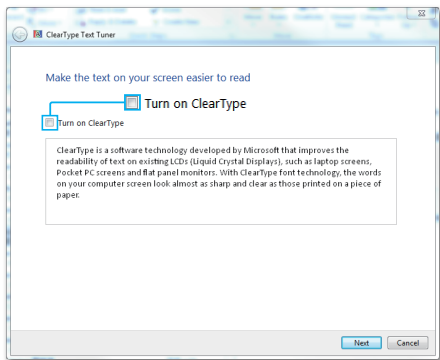 ClearType Text Tuner
Make the text on your screen easier to read
Turn on ClearType
Turn on ClearType
ClearType is a software technology developed by Microsoft that improves the
readability of text on existing LCDs (Liquid Crystal Displays), such as laptop screens,
Pocket PC screens and flat panel monitors. With ClearType font technology, the words
on your computer screen look almost as sharp and clear as those printed on a piece of
paper.
Next Cancel